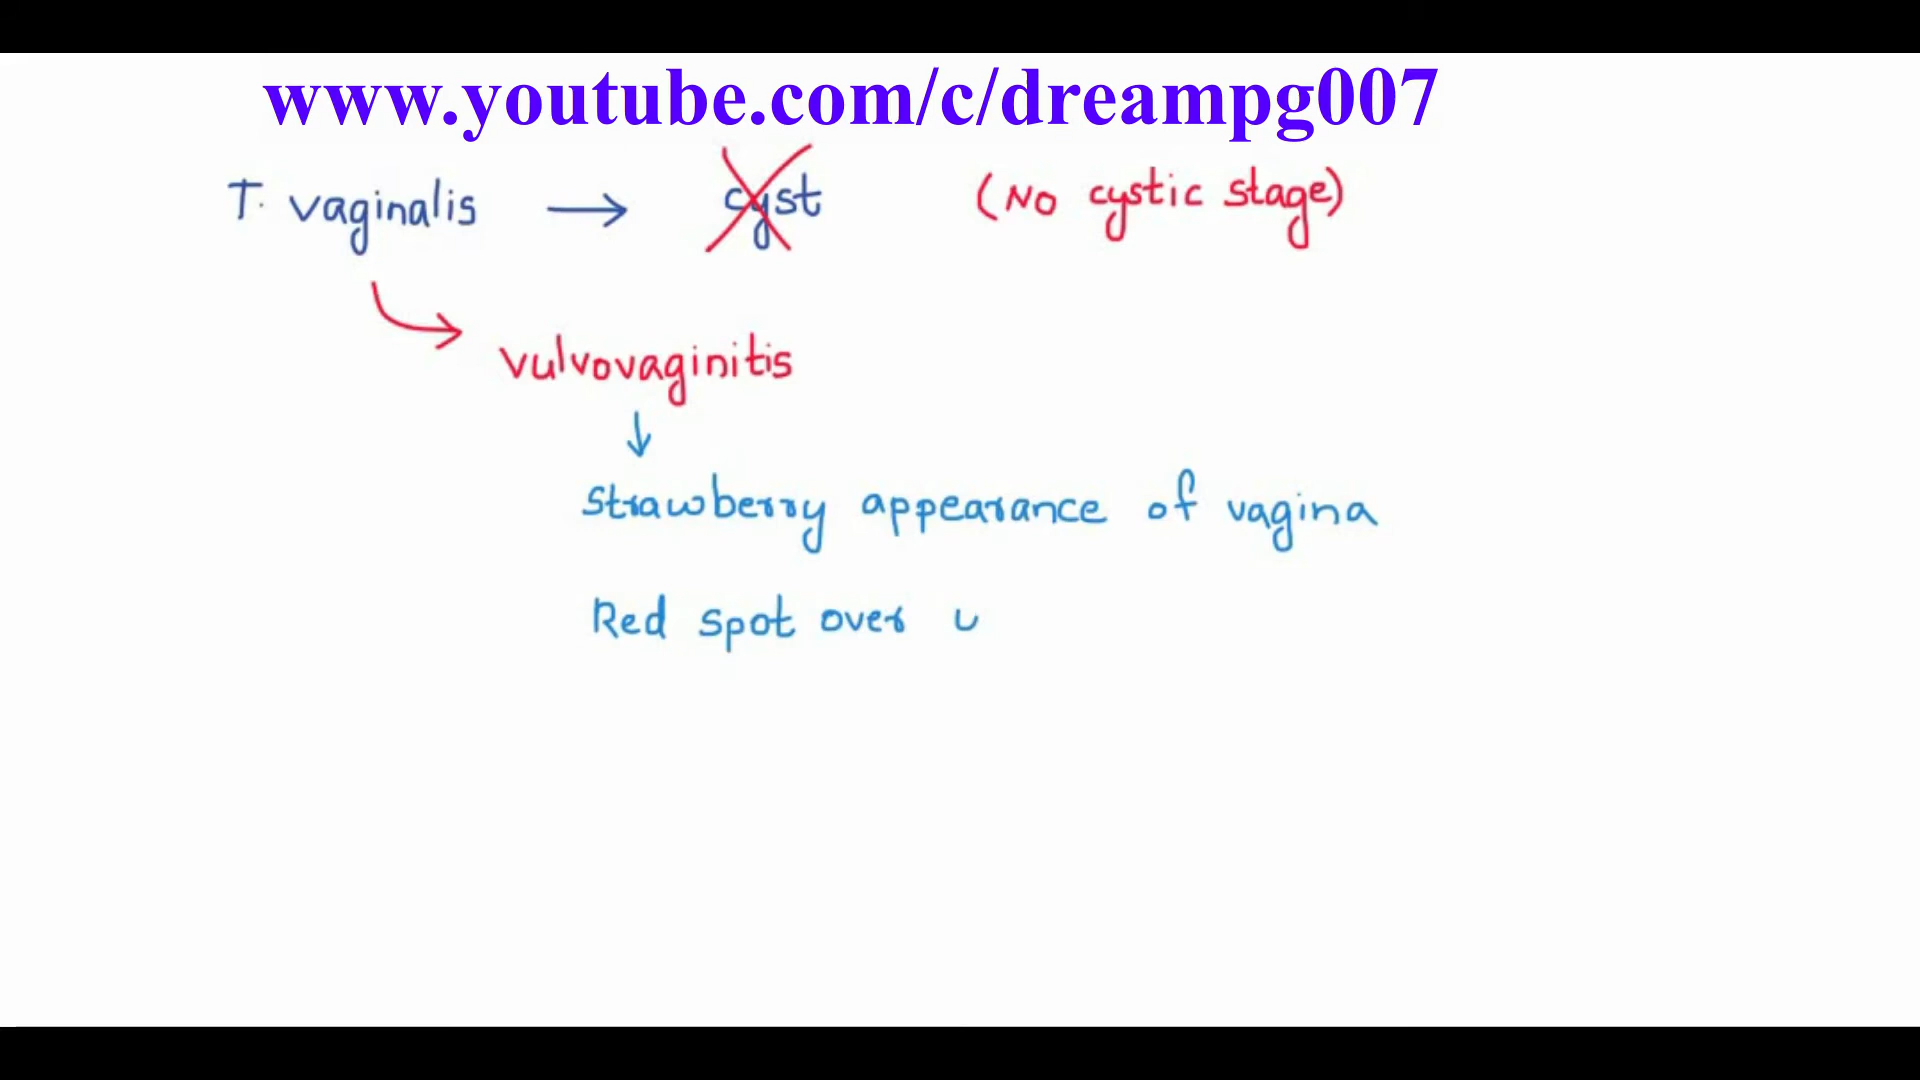 www.youtube.com/c/dreampg007
T. vaginalis → cyst (No cystic stage)
vulvovaginitis
Strawberry appearance of vagina
Red spot over